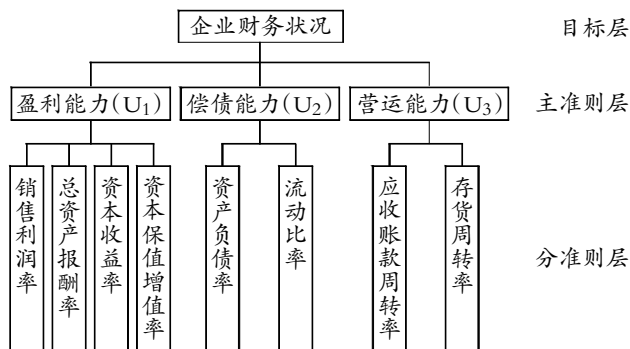 企业财务状况
目标层
盈利能力(U₁)
偿债能力(U₂)
营运能力(U₃)
主准则层
销售利润率
总资产报酬率
资本收益率
资本保值增值率
资产负债率
流动比率
应收账款周转率
存货周转率
分准则层